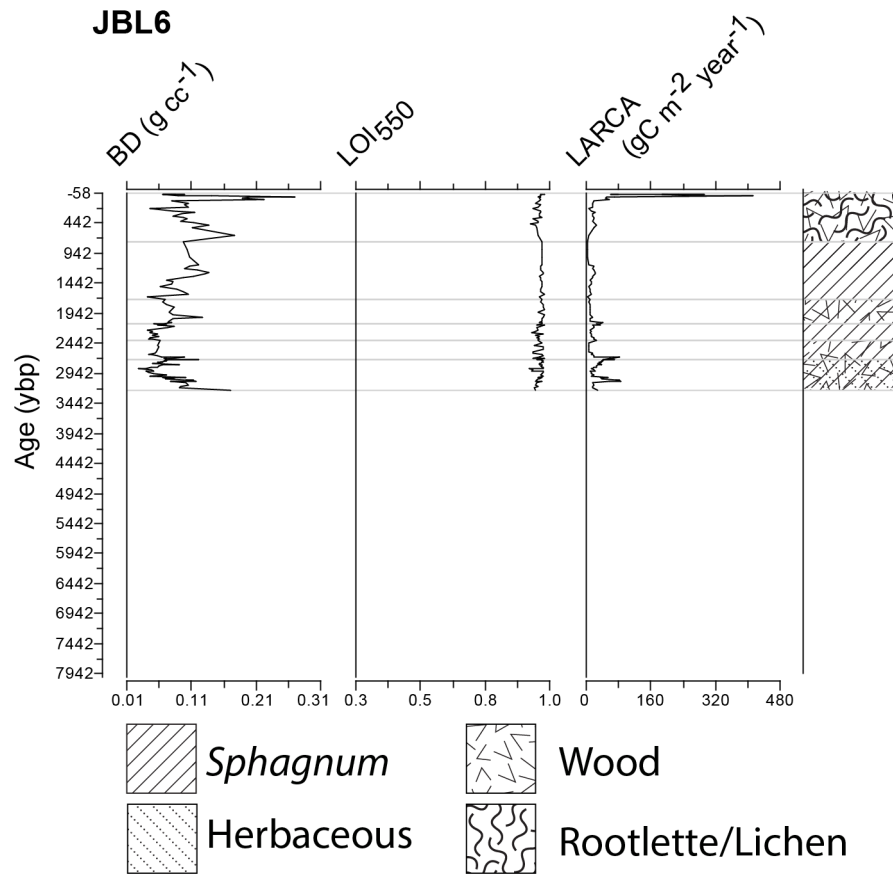 JBL6
BD (g cc-1)
LOI550
LARCA
(gC m-2 year-1)
Age (ybp)
-58
442
942
1442
1942
2442
2942
3442
3942
4442
4942
5442
5942
6442
6942
7442
7942
0.01 0.11 0.21 0.31
0.3 0.5 0.8 1.0
0 160 320 480
Sphagnum
Wood
Herbaceous
Rootlette/Lichen